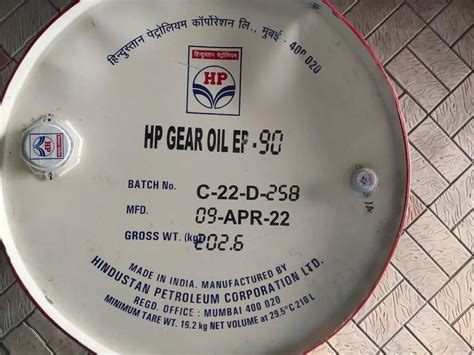 हिन्दुस्तान पेट्रोलियम कॉर्पोरेशन लि., मुंबई - 400 020
हिन्दुस्तान पेट्रोलियम
HP
HP
HP GEAR OIL EP-90
BATCH No. C-22-D-258
MFD. 09-APR-22
GROSS WT. (kg) 202.6
MADE IN INDIA. MANUFACTURED BY
HINDUSTAN PETROLEUM CORPORATION LTD.
REGD. OFFICE : MUMBAI 400 020
MINIMUM TARE WT. 16.2 kg NET VOLUME at 29.5°C 210 L